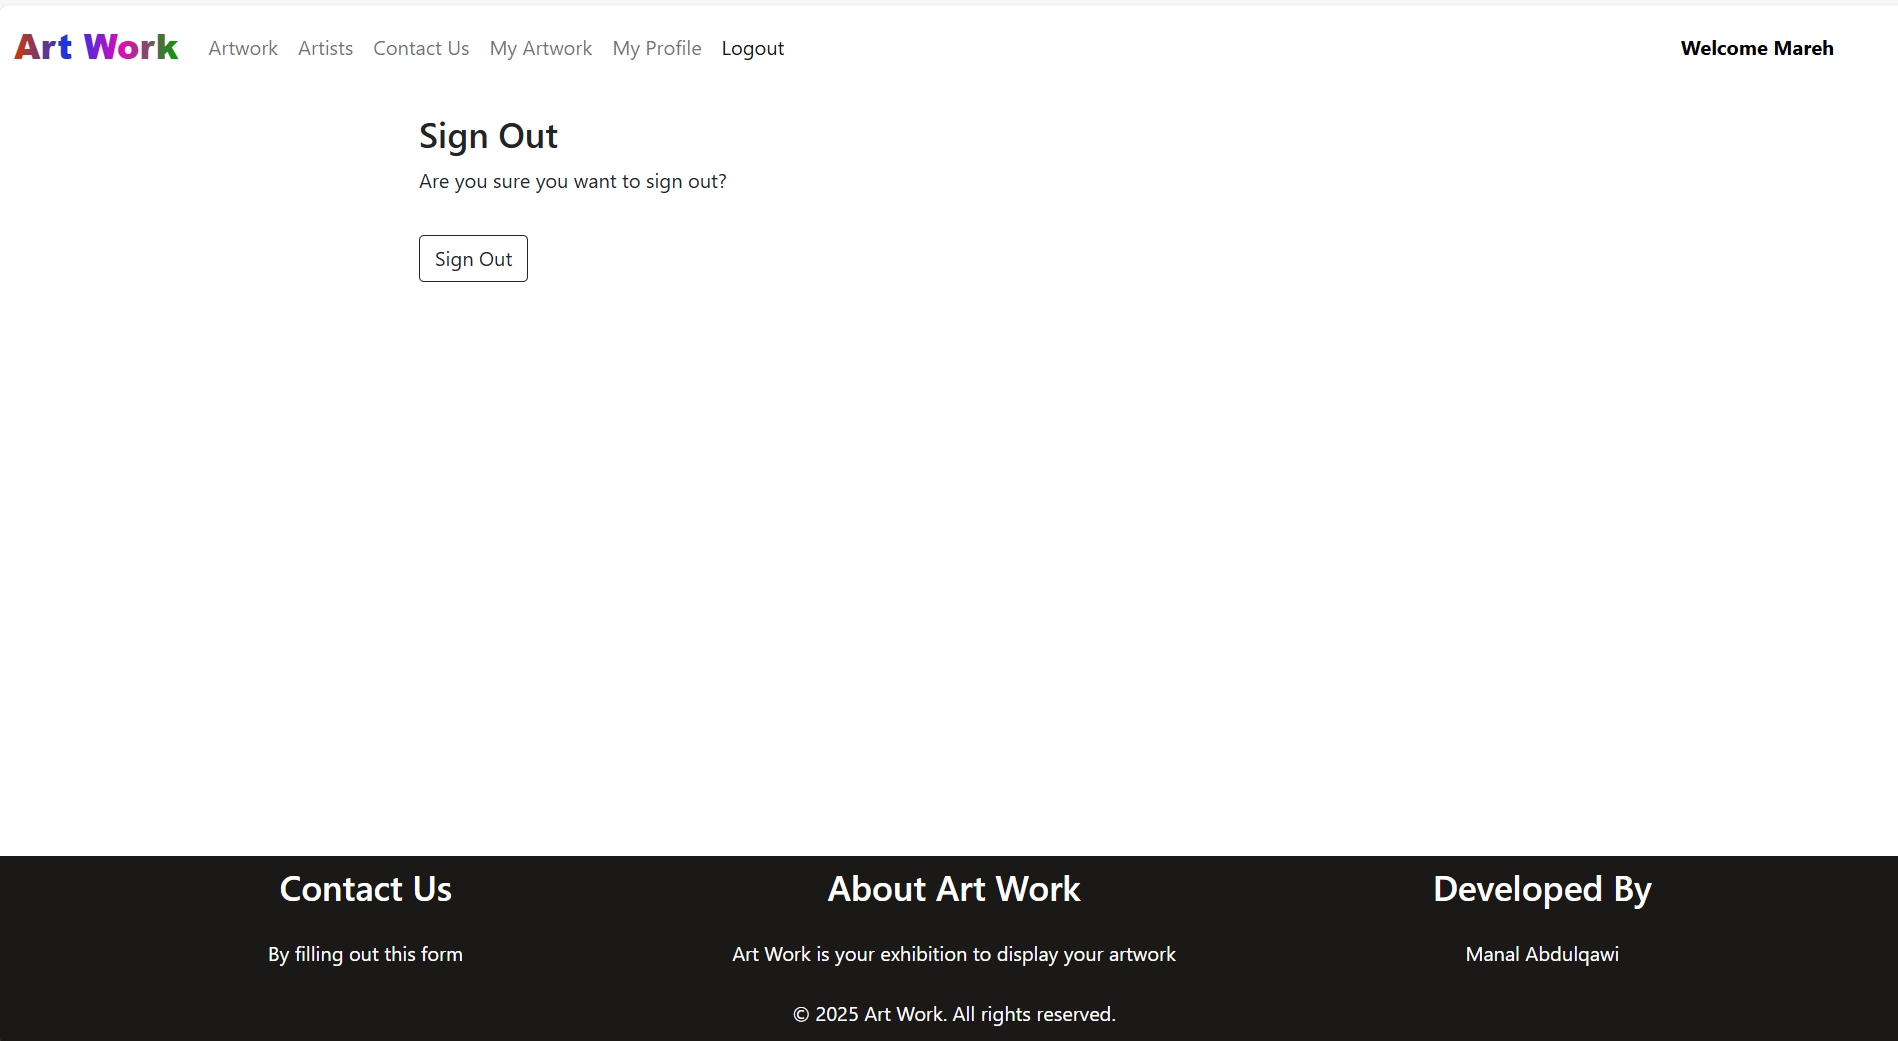 Art Work Artwork Artists Contact Us My Artwork My Profile Logout Welcome Mareh
Sign Out
Are you sure you want to sign out?
Sign Out
Contact Us
By filling out this form
About Art Work
Art Work is your exhibition to display your artwork
Developed By
Manal Abdulqawi
© 2025 Art Work. All rights reserved.